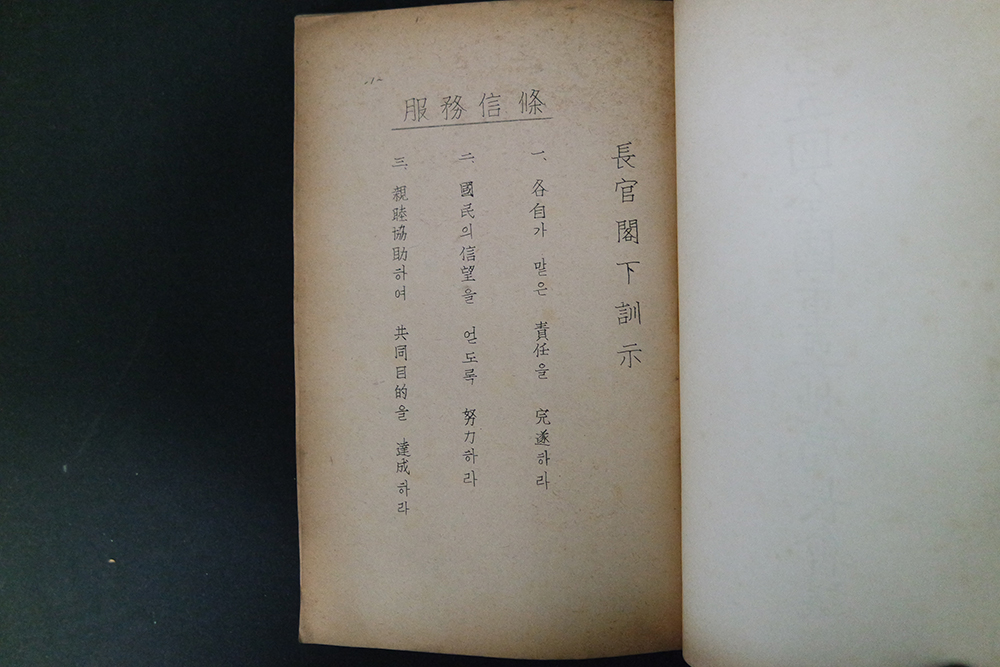 長官閣下訓示
服務信條
一. 各自가 맡은 責任을 完遂하라
二. 國民의 信望을 얻도록 努力하라
三. 親睦協助하여 共同目的을 達成하라